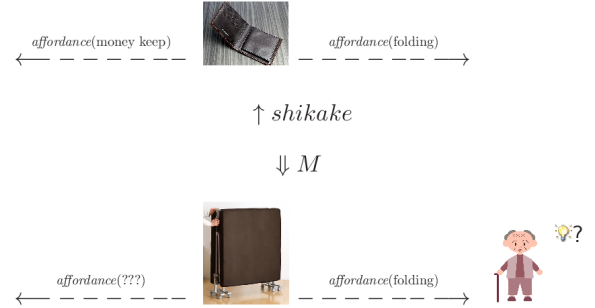 affordance(money keep) affordance(folding)
↑ shikake
⇓ M
?
affordance(???) affordance(folding)